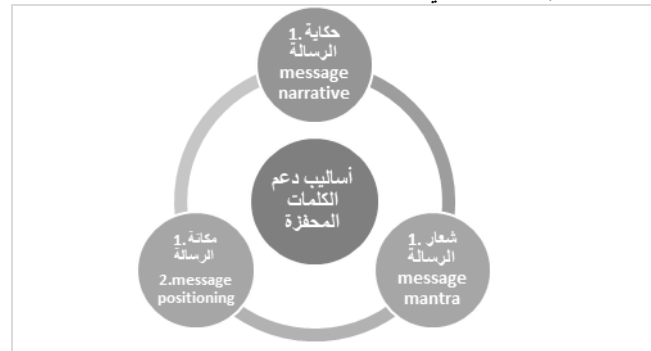 1. حكاية
الرسالة
message
narrative
أساليب دعم
الكلمات
المحفزة
1. شعار
الرسالة
message
mantra
1. مكانة
الرسالة
2.message
positioning